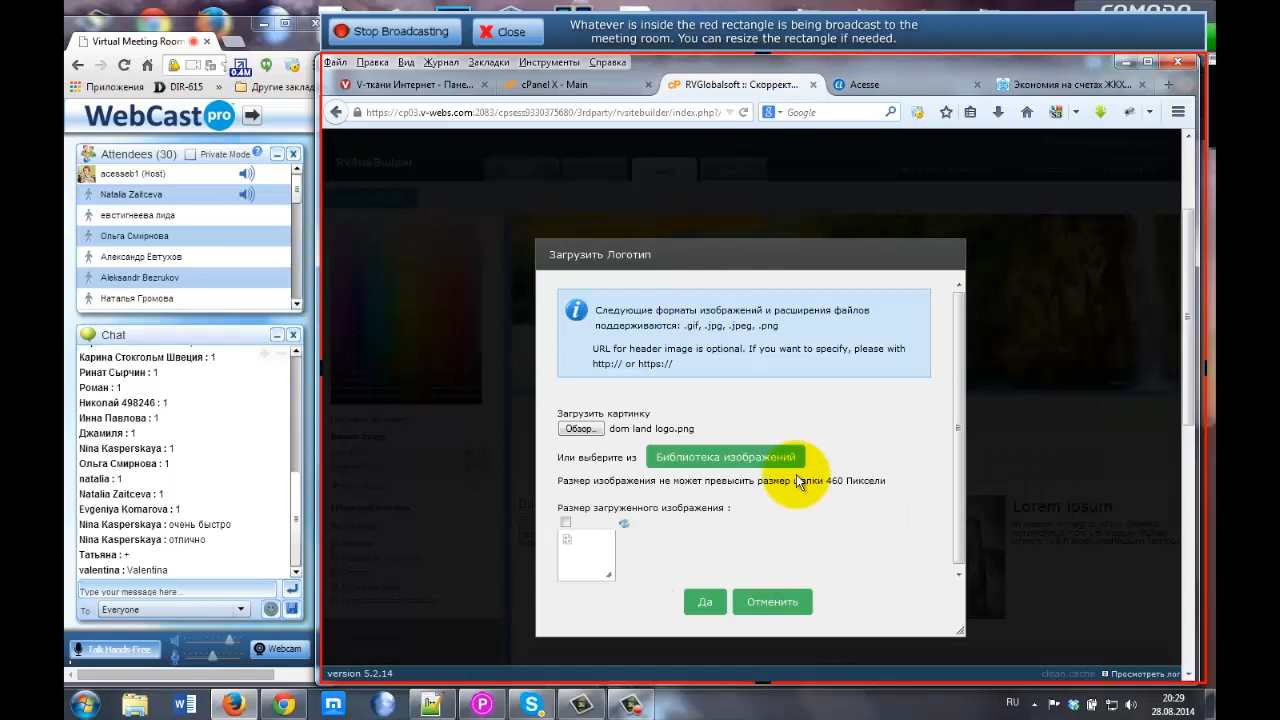 Stop Broadcasting
Close
Whatever is inside the red rectangle is being broadcast to the
meeting room. You can resize the rectangle if needed.
Virtual Meeting Room
DIR-615
Приложения
Другие заклад
WebCast pro
Attendees (30)
Private Mode
acesseb1 (Host)
Natalia Zaitceva
евстигнеева лида
Ольга Смирнова
Александр Евтухов
Aleksandr Bezrukov
Наталья Громова
Chat
Карина Стокгольм Швеция : 1
Ринат Сырчин : 1
Роман : 1
Николай 498246 : 1
Инна Павлова : 1
Джамиля : 1
Nina Kasperskaya : 1
Ольга Смирнова : 1
natalia : 1
Natalia Zaitceva : 1
Evgeniya Komarova : 1
Nina Kasperskaya : очень быстро
Nina Kasperskaya : отлично
Татьяна : +
valentina : Valentina
Type your message here...
To
Everyone
Talk Hands-Free
Webcam
Файл Правка Вид Журнал Закладки Инструменты Справка
V-ткани Интернет - Пане...
cPanel X - Main
RVGlobalsoft :: Скоррект...
Acesse
Экономия на счетах ЖКХ...
https://cp03.v-webs.com:2083/cpsess9330375680/3rdparty/rvsitebuilder/index.php?/
Google
RVSiteBuilder
Загрузить Логотип
Следующие форматы изображений и расширения файлов
поддерживаются: .gif, .jpg, .jpeg, .png
URL for header image is optional. If you want to specify, please with
http:// or https://
Загрузить картинку
Обзор...
dom land logo.png
Или выберите из
Библиотека изображений
Размер изображения не может превысить размер шапки 460 Пиксели
Размер загруженного изображения :
Да
Отменить
Lorem ipsum
version 5.2.14
clean cache
Просмотреть лог
RU
20:29
28.08.2014